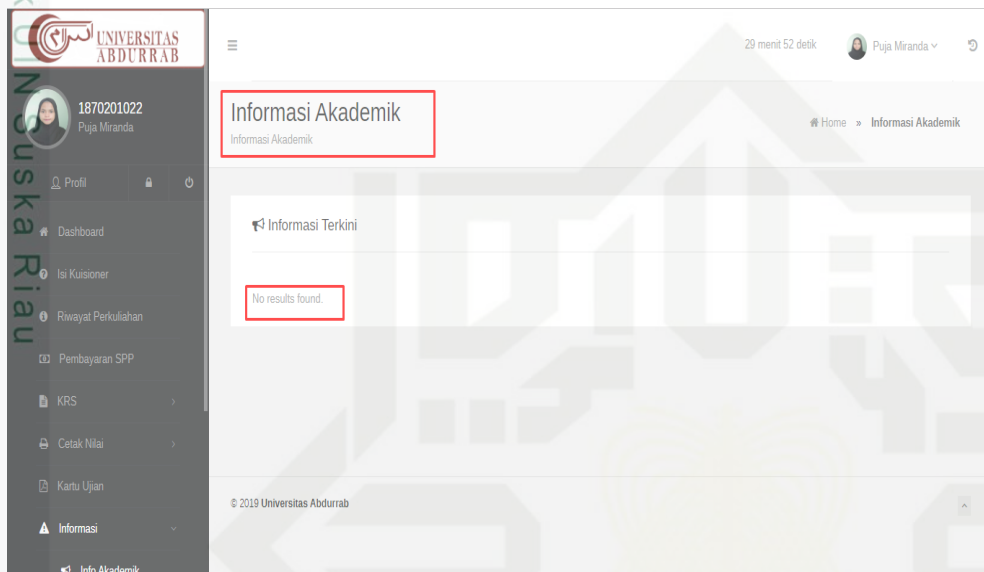 UNIVERSITAS
ABDURRAB
29 menit 52 detik
Puja Miranda
1870201022
Puja Miranda
Informasi Akademik
Informasi Akademik
Home » Informasi Akademik
Profil
Informasi Terkini
Dashboard
Isi Kuisioner
No results found.
Riwayat Perkuliahan
Pembayaran SPP
KRS
Cetak Nilai
Kartu Ujian
© 2019 Universitas Abdurrab
Informasi
Info Akademik
N Suska Riau